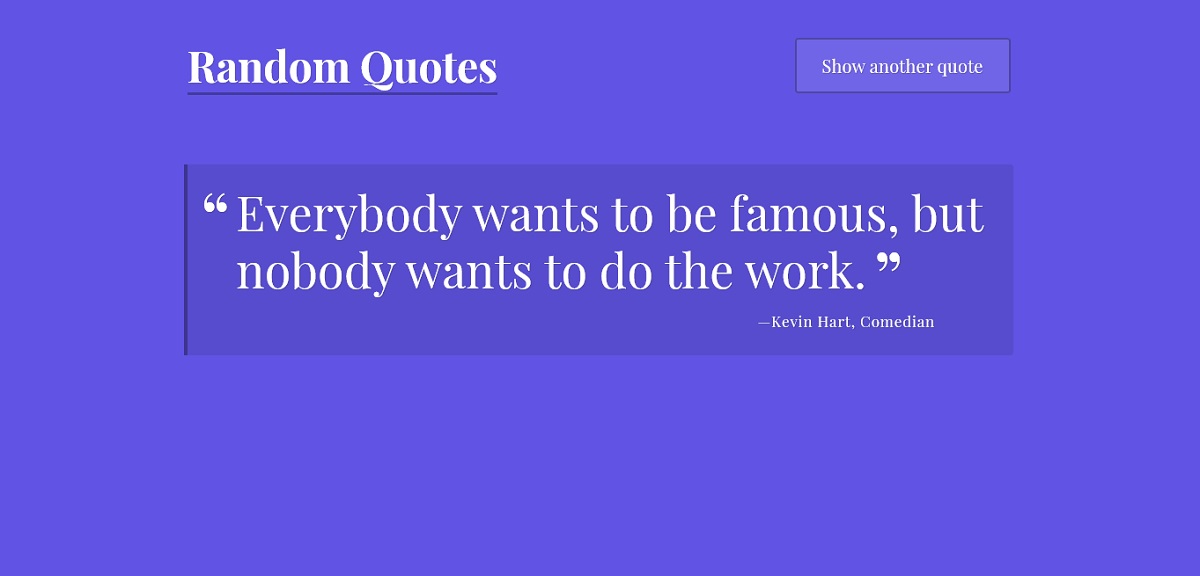 Random Quotes
Show another quote
“Everybody wants to be famous, but
nobody wants to do the work.”
—Kevin Hart, Comedian